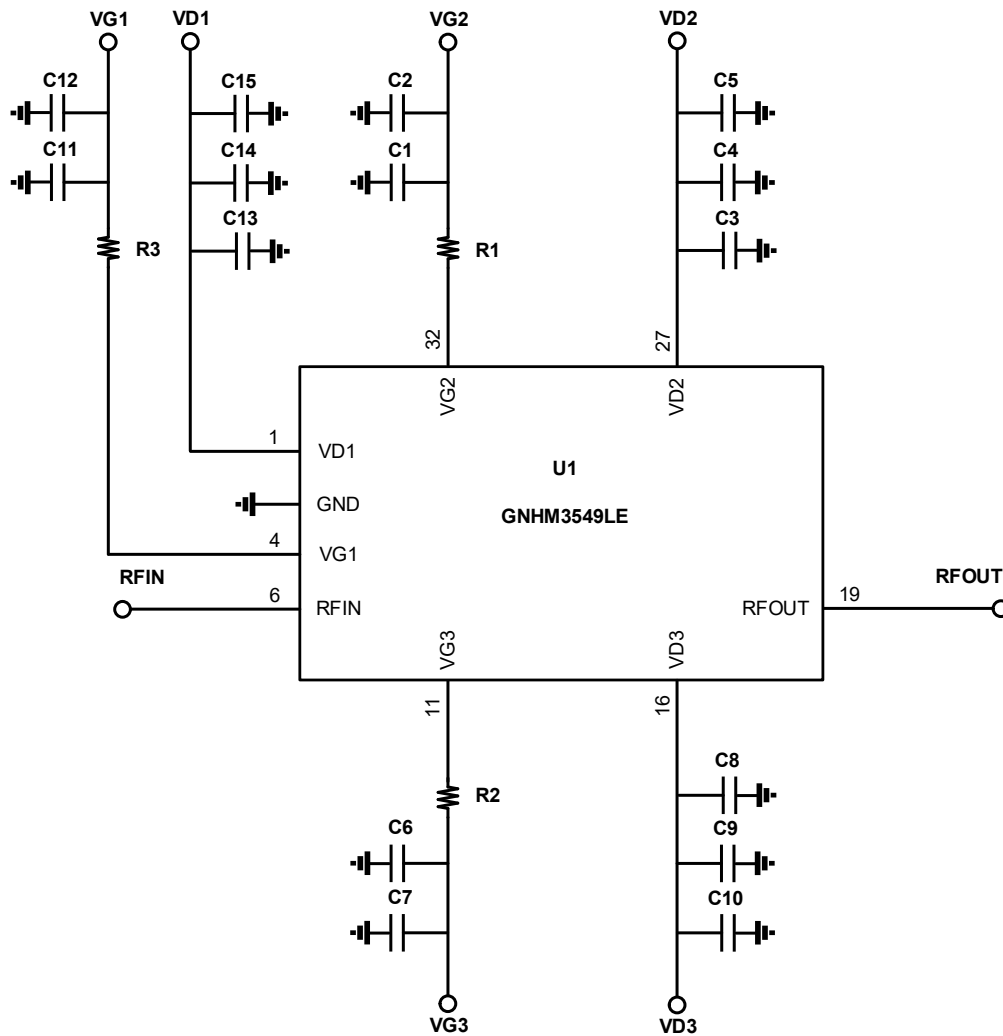 VG1 VD1 VG2 VD2
C12 C15 C2 C5
C11 C14 C1 C4
C13 C3
R3 R1
32 27
VG2 VD2
1 VD1
U1
GND
GNHM3549LE
4 VG1
RFIN RFOUT
6 RFIN RFOUT 19
VG3 VD3
11 16
C8
R2
C6 C9
C7 C10
VG3 VD3